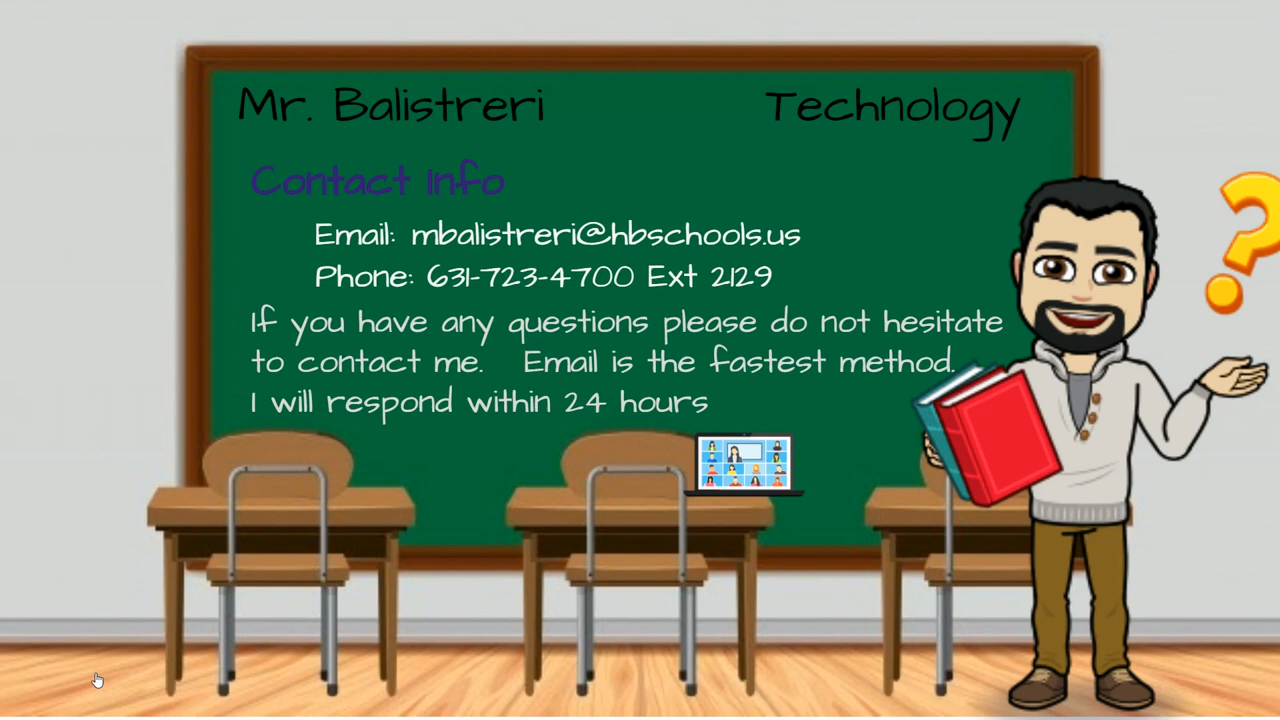 Mr. Balistreri Technology
Contact Info
Email: mbalistreri@hbschools.us
Phone: 631-723-4700 Ext 2129
If you have any questions please do not hesitate
to contact me. Email is the fastest method.
I will respond within 24 hours
?